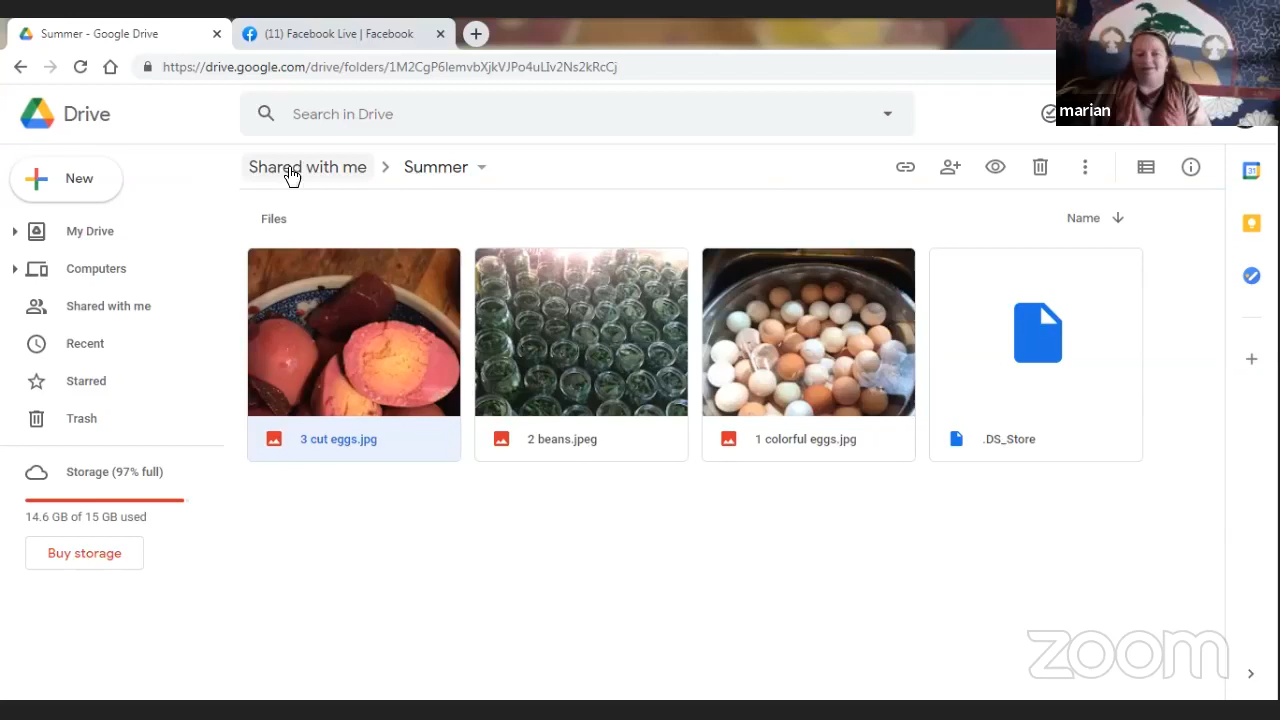 Summer - Google Drive
(11) Facebook Live | Facebook
https://drive.google.com/drive/folders/1M2CgP6lemvbXjkVJPo4uLIv2Ns2kRcCj
marian
Drive
Search in Drive
New
Shared with me
Summer
31
My Drive
Files
Name
Computers
Shared with me
Recent
Starred
Trash
3 cut eggs.jpg
2 beans.jpeg
1 colorful eggs.jpg
.DS_Store
Storage (97% full)
14.6 GB of 15 GB used
Buy storage
zoom